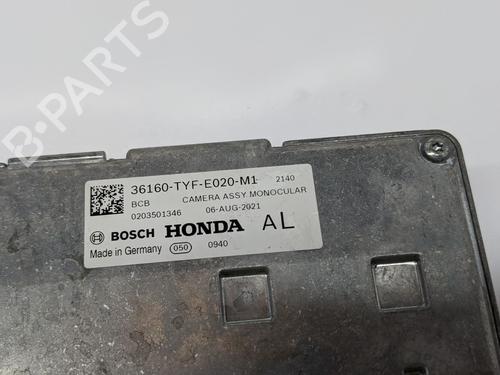 B-PARTS
36160-TYF-E020-M1 2140
BCB CAMERA ASSY MONOCULAR
0203501346 06-AUG-2021
BOSCH HONDA AL
Made in Germany 050 0940